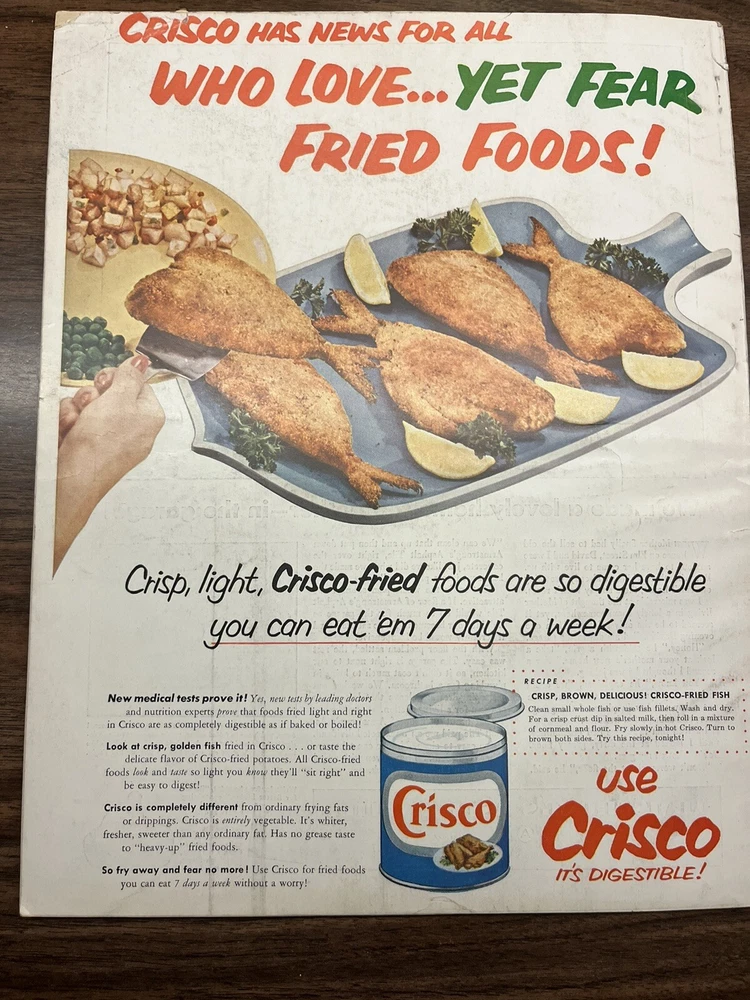 CRISCO HAS NEWS FOR ALL
WHO LOVE... YET FEAR
FRIED FOODS!
Crisp, light, Crisco-fried foods are so digestible
you can eat 'em 7 days a week!
New medical tests prove it! Yes, new tests by leading doctors
and nutrition experts prove that foods fried light and right
in Crisco are as completely digestible as if baked or boiled!
Look at crisp, golden fish fried in Crisco . . . or taste the
delicate flavor of Crisco-fried potatoes. All Crisco-fried
foods look and taste so light you know they'll "sit right" and
be easy to digest!
Crisco is completely different from ordinary frying fats
or drippings. Crisco is entirely vegetable. It's whiter,
fresher, sweeter than any ordinary fat. Has no grease taste
to "heavy-up" fried foods.
So fry away and fear no more! Use Crisco for fried foods
you can eat 7 days a week without a worry!
Crisco
RECIPE
CRISP, BROWN, DELICIOUS! CRISCO-FRIED FISH
Clean small whole fish or use fish fillets. Wash and dry.
For a crisp crust dip in salted milk, then roll in a mixture
of cornmeal and flour. Fry slowly in hot Crisco. Turn to
brown both sides. Try this recipe, tonight!
use
Crisco
IT'S DIGESTIBLE!